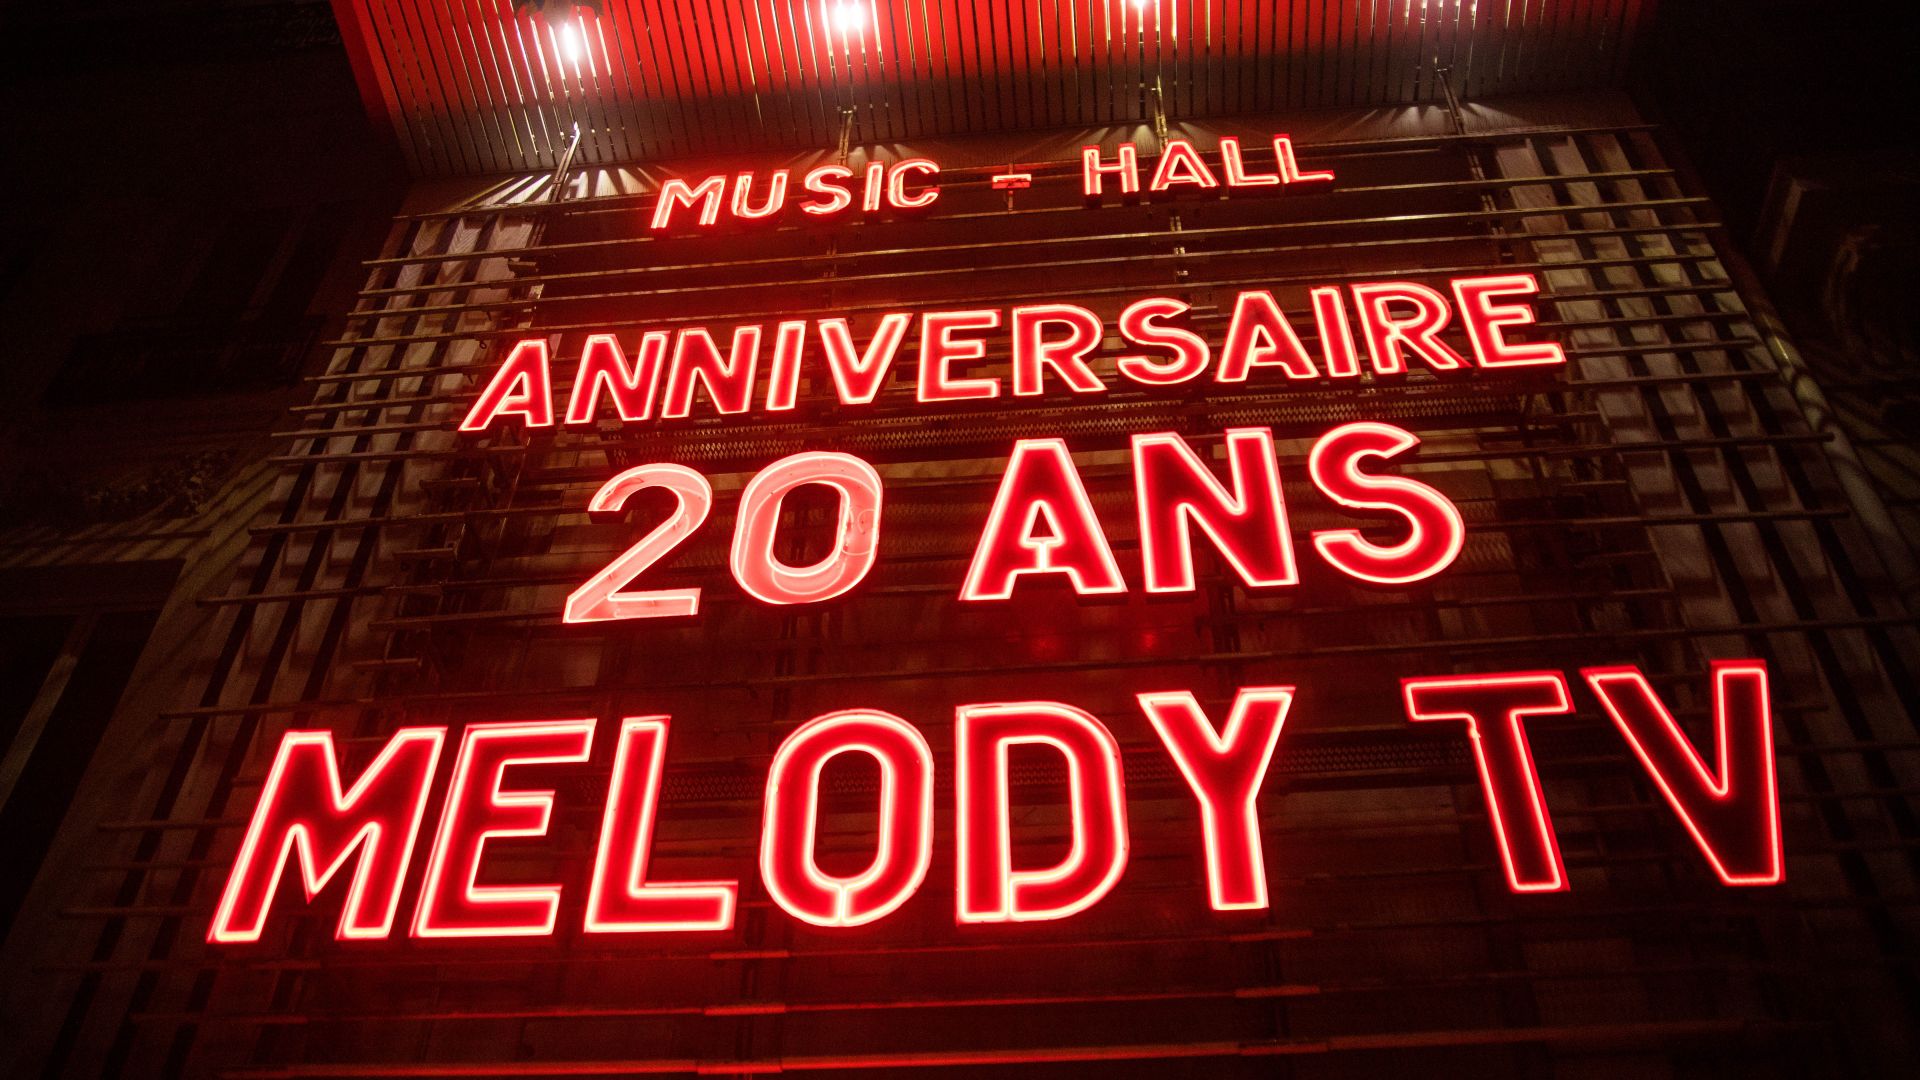 MUSIC - HALL
ANNIVERSAIRE
20 ANS
MELODY TV